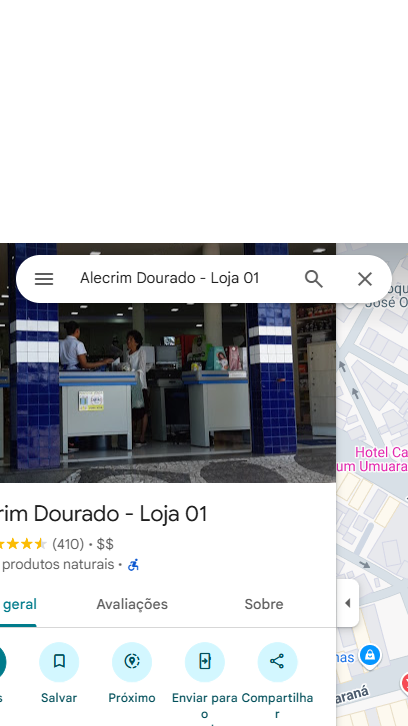 Alecrim Dourado - Loja 01
José O
Hotel Ca
um Umuara
rim Dourado - Loja 01
(410) • $$
produtos naturais •
geral
Avaliações
Sobre
nas
Salvar
Próximo
Enviar para o
Compartilhar
araná